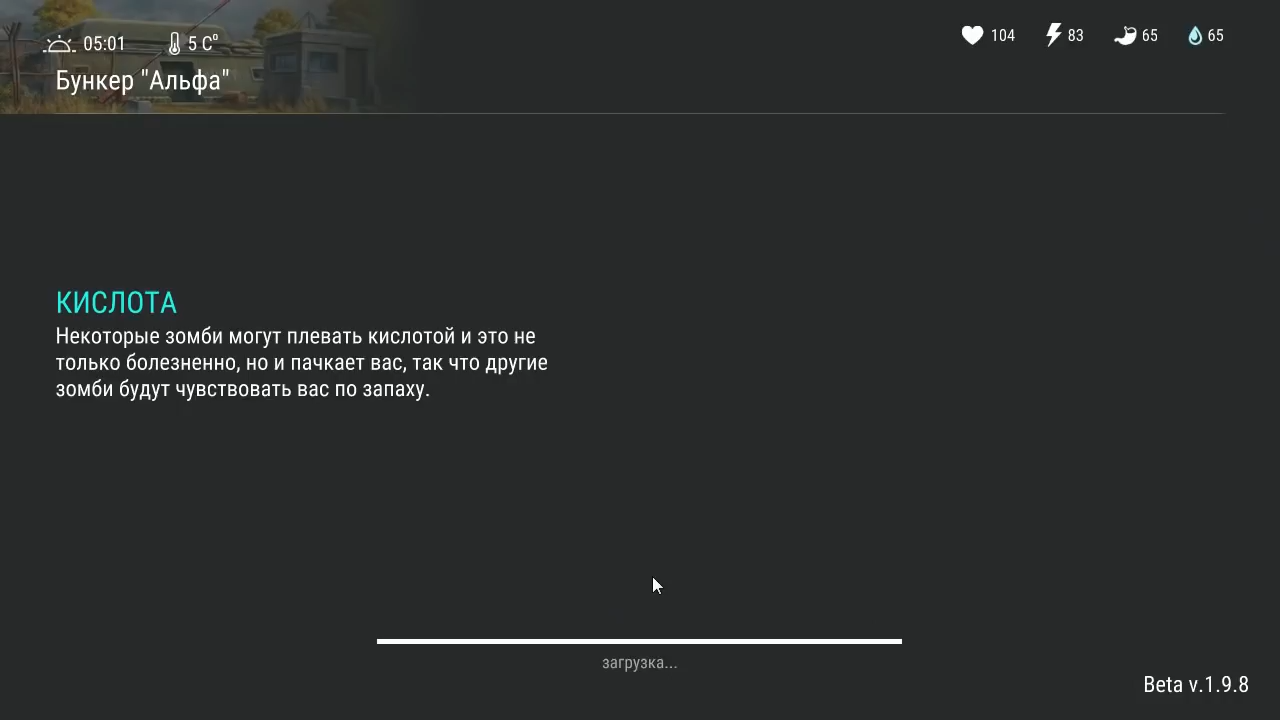 05:01 5 Cº
104 83 65 65
Бункер "Альфа"
КИСЛОТА
Некоторые зомби могут плевать кислотой и это не
только болезненно, но и пачкает вас, так что другие
зомби будут чувствовать вас по запаху.
загрузка...
Beta v.1.9.8